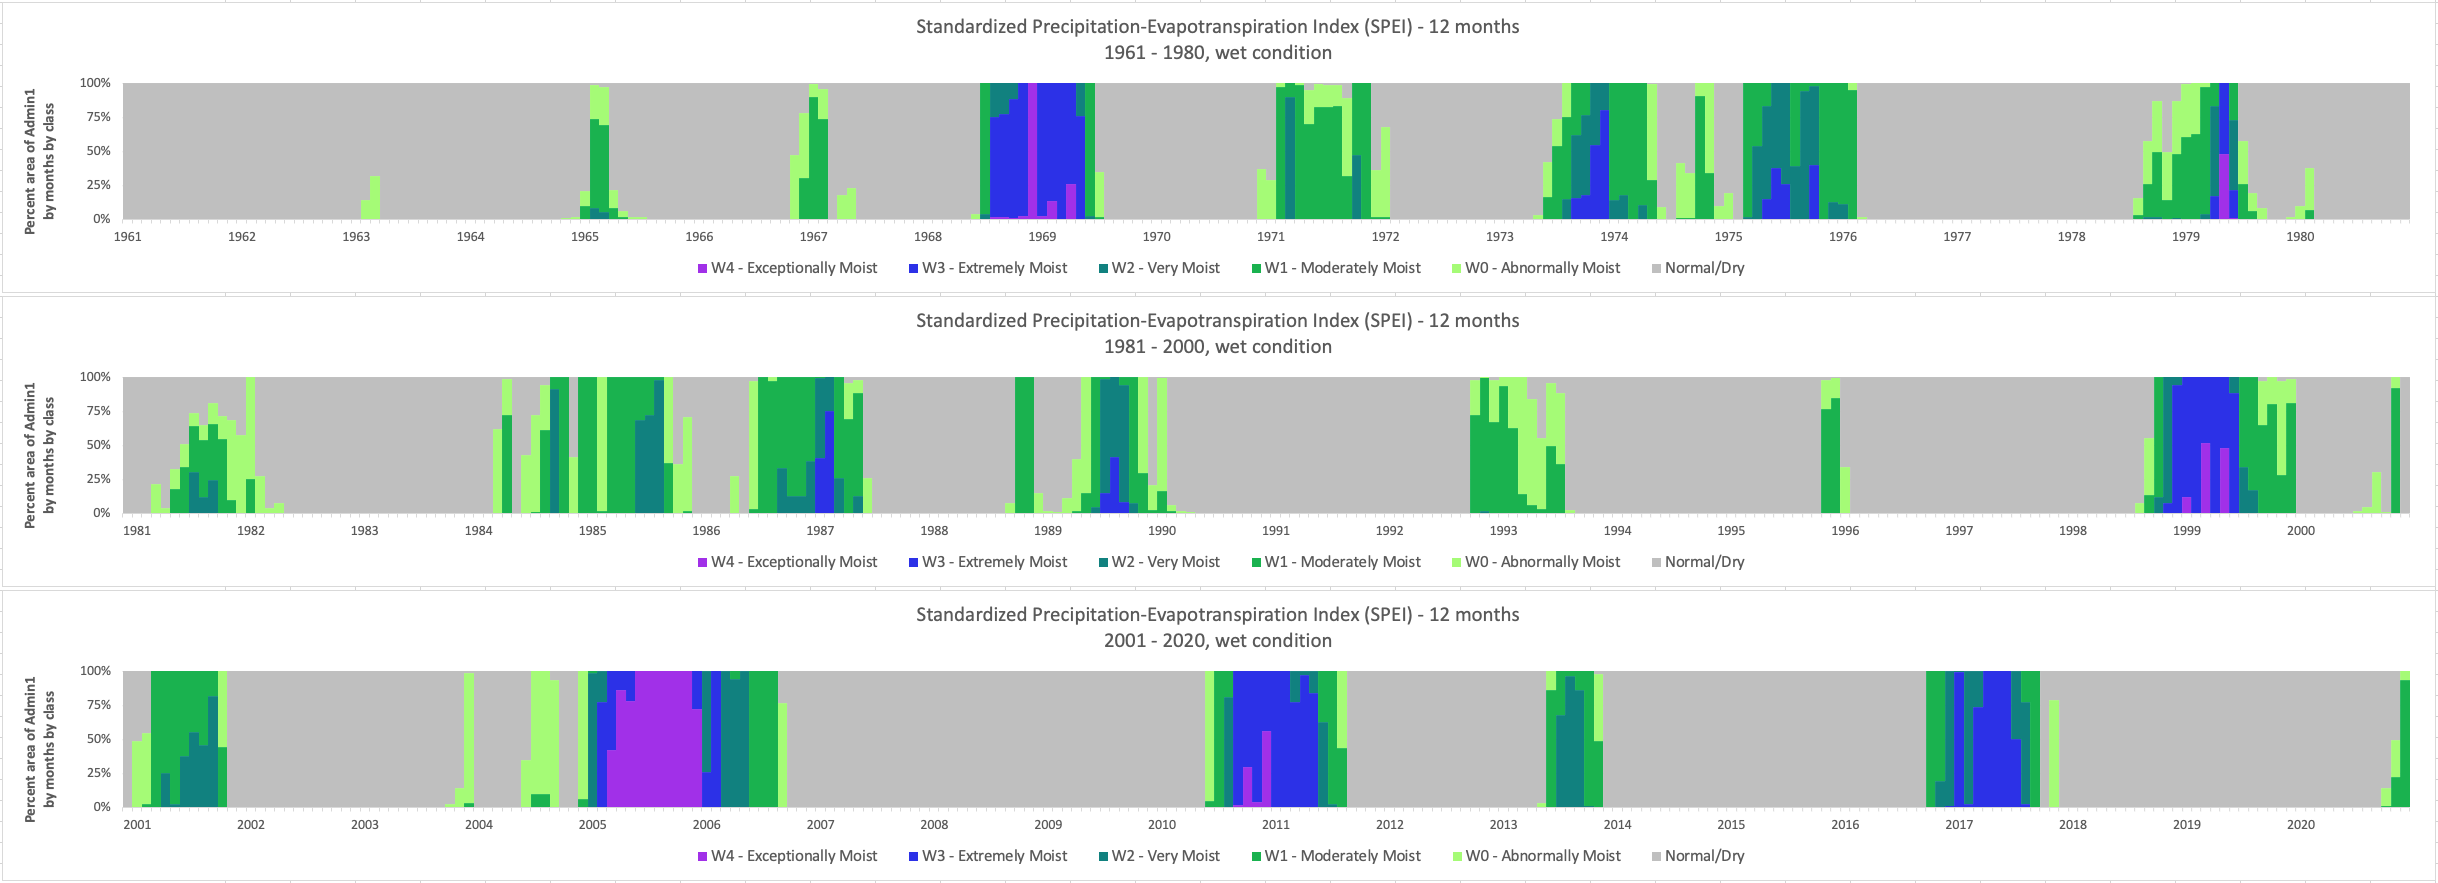 Standardized Precipitation-Evapotranspiration Index (SPEI) - 12 months
1961 - 1980, wet condition
Percent area of Admin1
by months by class
100%
75%
50%
25%
0%
1961 1962 1963 1964 1965 1966 1967 1968 1969 1970 1971 1972 1973 1974 1975 1976 1977 1978 1979 1980
W4 - Exceptionally Moist W3 - Extremely Moist W2 - Very Moist W1 - Moderately Moist W0 - Abnormally Moist Normal/Dry
Standardized Precipitation-Evapotranspiration Index (SPEI) - 12 months
1981 - 2000, wet condition
Percent area of Admin1
by months by class
100%
75%
50%
25%
0%
1981 1982 1983 1984 1985 1986 1987 1988 1989 1990 1991 1992 1993 1994 1995 1996 1997 1998 1999 2000
W4 - Exceptionally Moist W3 - Extremely Moist W2 - Very Moist W1 - Moderately Moist W0 - Abnormally Moist Normal/Dry
Standardized Precipitation-Evapotranspiration Index (SPEI) - 12 months
2001 - 2020, wet condition
Percent area of Admin1
by months by class
100%
75%
50%
25%
0%
2001 2002 2003 2004 2005 2006 2007 2008 2009 2010 2011 2012 2013 2014 2015 2016 2017 2018 2019 2020
W4 - Exceptionally Moist W3 - Extremely Moist W2 - Very Moist W1 - Moderately Moist W0 - Abnormally Moist Normal/Dry